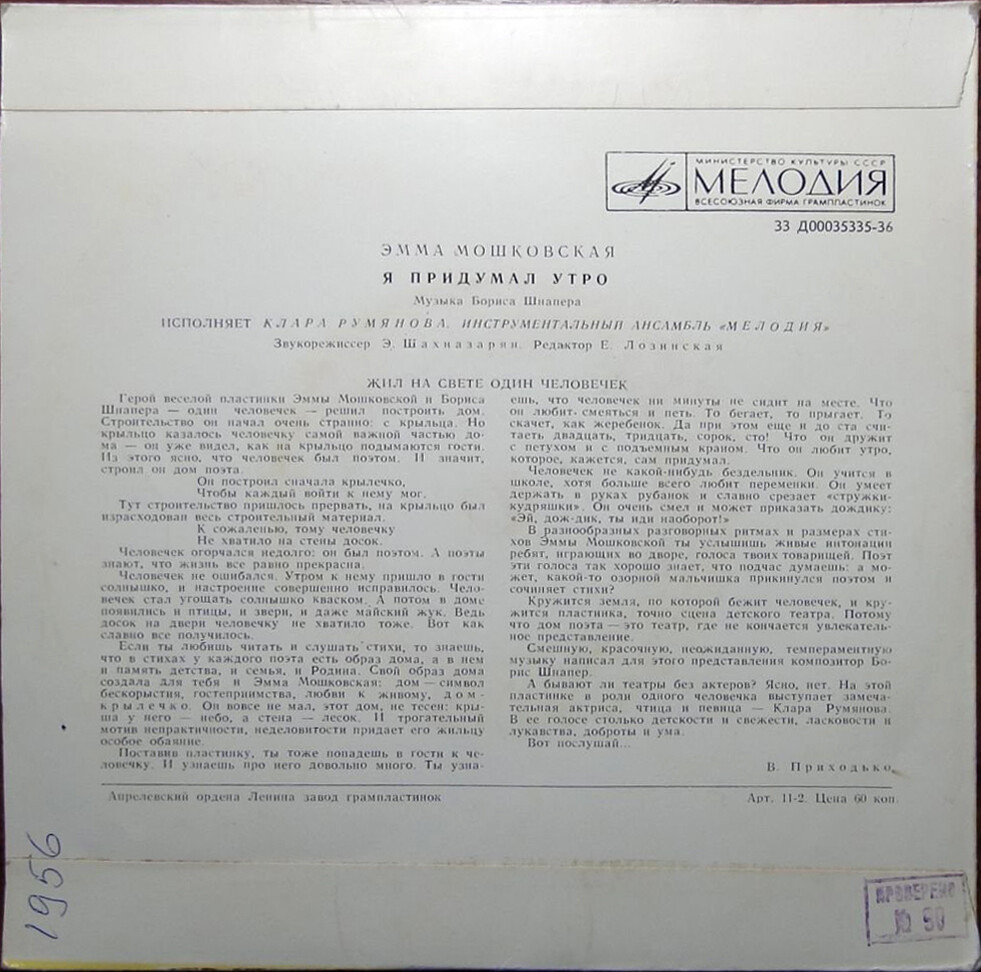 МИНИСТЕРСТВО КУЛЬТУРЫ СССР
МЕЛОДИЯ
ВСЕСОЮЗНАЯ ФИРМА ГРАМПЛАСТИНОК
33 Д00035335-36
ЭММА МОШКОВСКАЯ
Я ПРИДУМАЛ УТРО
Музыка Бориса Шнапера
ИСПОЛНЯЕТ КЛАРА РУМЯНОВА. ИНСТРУМЕНТАЛЬНЫЙ АНСАМБЛЬ «МЕЛОДИЯ»
Звукорежиссер Э. Шахназарян. Редактор Е. Лозинская
ЖИЛ НА СВЕТЕ ОДИН ЧЕЛОВЕЧЕК
Герой веселой пластинки Эммы Мошковской и Бориса
Шнапера — один человечек — решил построить дом.
Строительство он начал очень странно: с крыльца. Но
крыльцо казалось человечку самой важной частью до-
ма — он уже видел, как на крыльцо подымаются гости.
Из этого ясно, что человечек был поэтом. И значит,
строил он дом поэта.
Он построил сначала крылечко,
Чтобы каждый войти к нему мог.
Тут строительство пришлось прервать, на крыльцо был
израсходован весь строительный материал.
К сожаленью, тому человечку
Не хватило на стены досок.
Человечек огорчался недолго: он был поэтом. А поэты
знают, что жизнь все равно прекрасна.
Человечек не ошибался. Утром к нему пришло в гости
солнышко, и настроение совершенно исправилось. Чело-
вечек стал угощать солнышко кваском. А потом в доме
появились и птицы, и звери, и даже майский жук. Ведь
досок на двери человечку не хватило тоже. Вот как
славно все получилось.
Если ты любишь читать и слушать стихи, то знаешь,
что в стихах у каждого поэта есть образ дома, а в нем
и память детства, и семья, и Родина. Свой образ дома
создала для тебя и Эмма Мошковская: дом — символ
бескорыстия, гостеприимства, любви к живому, дом-
крылечко. Он вовсе не мал, этот дом, не тесен: кры-
ша у него — небо, а стена — лесок. И трогательный
мотив непрактичности, неделовитости придает его жильцу
особое обаяние.
Поставив пластинку, ты тоже попадешь в гости к че-
ловечку. И узнаешь про него довольно много. Ты узна-
ешь, что человечек ни минуты не сидит на месте. Что
он любит смеяться и петь. То бегает, то прыгает. То
скачет, как жеребенок. Да при этом еще и до ста счи-
таеть двадцать, тридцать, сорок, сто! Что он дружит
с петухом и с подъемным краном. Что он любит утро,
которое, кажется, сам придумал.
Человечек не какой-нибудь бездельник. Он учится в
школе, хотя больше всего любит переменки. Он умеет
держать в руках рубанок и славно срезает «стружки-
кудряшки». Он очень смел и может приказать дождику:
«Эй, дож-дик, ты иди наоборот!»
В разнообразных разговорных ритмах и размерах сти-
хов Эммы Мошковской ты услышишь живые интонации
ребят, играющих во дворе, голоса твоих товарищей. Поэт
эти голоса так хорошо знает, что подчас думаешь: а мо-
жет, какой-то озорной мальчишка прикинулся поэтом и
сочиняет стихи?
Кружится земля, по которой бежит человечек, и кру-
жится пластинка, точно сцена детского театра. Потому
что дом поэта — это театр, где не кончается увлекатель-
ное представление.
Смешную, красочную, неожиданную, темпераментную
музыку написал для этого представления композитор Бо-
рис Шнапер.
А бывают ли театры без актеров? Ясно, нет. На этой
пластинке в роли одного человечка выступает замеча-
тельная актриса, чтица и певица — Клара Румянова.
В ее голосе столько детскости и свежести, ласковости и
лукавства, доброты и ума.
Вот послушай...
В. Приходько
Апрелевский ордена Ленина завод грампластинок
Арт. 11-2. Цена 60 коп.
1956
ПРОВЕРЕНО
№ 90